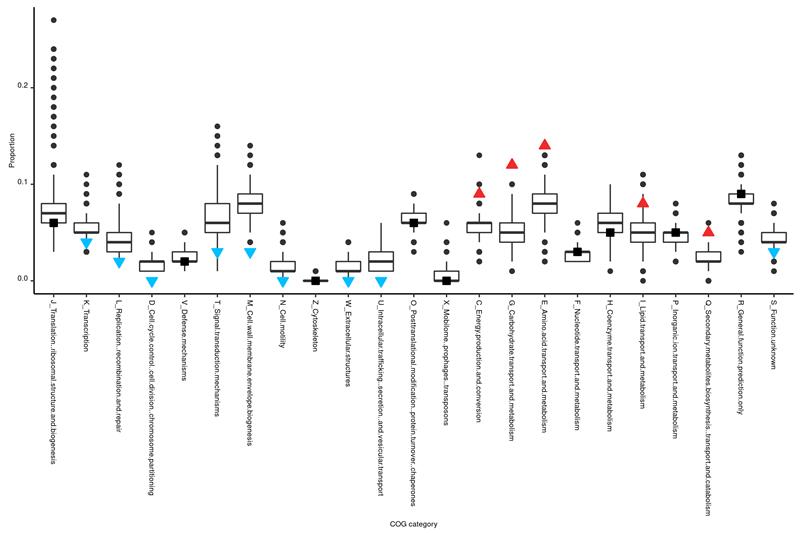 Proportion
0.2
0.1
0.0
J_Translation..ribosomal.structure.and.biogenesis
K_Transcription
L_Replication..recombination.and.repair
D_Cell.cycle.control..cell.division..chromosome.partitioning
V_Defense.mechanisms
T_Signal.transduction.mechanisms
M_Cell.wall.membrane.envelope.biogenesis
N_Cell.motility
Z_Cytoskeleton
W_Extracellular.structures
U_Intracellular.trafficking..secretion..and.vesicular.transport
O_Posttranslational.modification..protein.turnover..chaperones
X_Mobilome..prophages..transposons
C_Energy.production.and.conversion
G_Carbohydrate.transport.and.metabolism
E_Amino.acid.transport.and.metabolism
F_Nucleotide.transport.and.metabolism
H_Coenzyme.transport.and.metabolism
I_Lipid.transport.and.metabolism
P_Inorganic.ion.transport.and.metabolism
Q_Secondary.metabolites.biosynthesis..transport.and.catabolism
R_General.function.prediction.only
S_Function.unknown
COG category